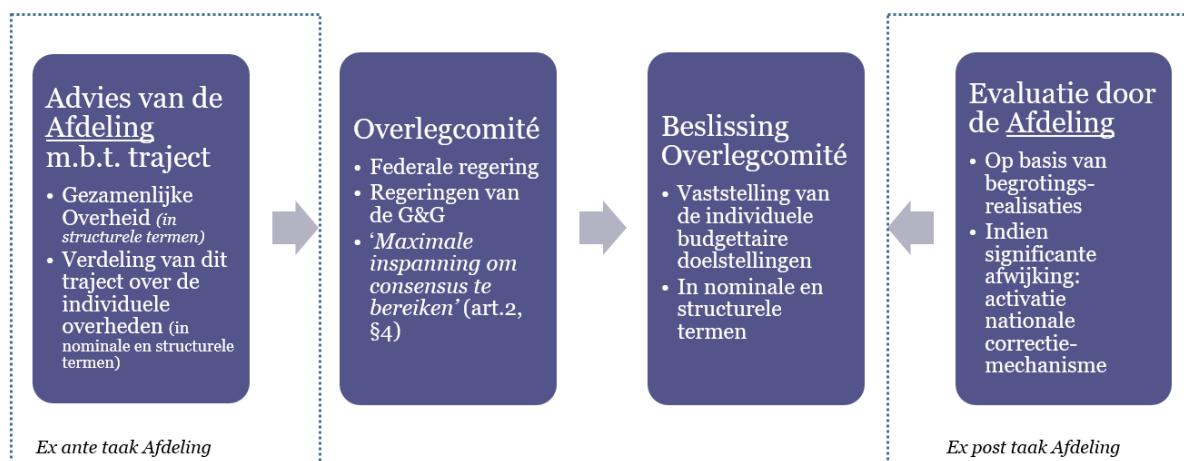 Advies van de
Afdeling
m.b.t. traject
• Gezamenlijke
Overheid (in
structurele termen)
• Verdeling van dit
traject over de
individuele
overheden (in
nominale en structurele
termen)
Ex ante taak Afdeling
Overlegcomité
• Federale regering
• Regeringen van
de G&G
• ‘Maximale
inspanning om
consensus te
bereiken’ (art.2,
§4)
Beslissing
Overlegcomité
• Vaststelling van
de individuele
budgettaire
doelstellingen
• In nominale en
structurele
termen
Evaluatie door
de Afdeling
• Op basis van
begrotings-
realisaties
• Indien
significante
afwijking:
activatie
nationale
correctie-
mechanisme
Ex post taak Afdeling